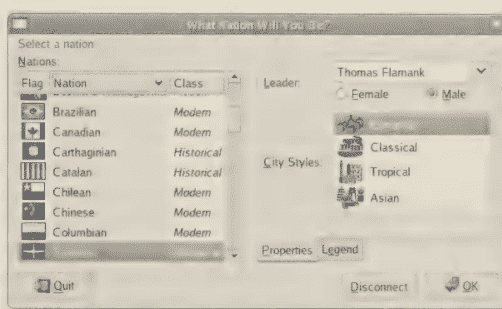 What Nation Will You Be?
Select a nation
Nations:
Flag Nation Class
Brazilian Modern
Canadian Modern
Carthaginian Historical
Catalan Historical
Chilean Modern
Chinese Modern
Columbian Modern
Leader: Thomas Flamank
Female Male
City Styles:
Classical
Tropical
Asian
Properties Legend
Quit Disconnect OK